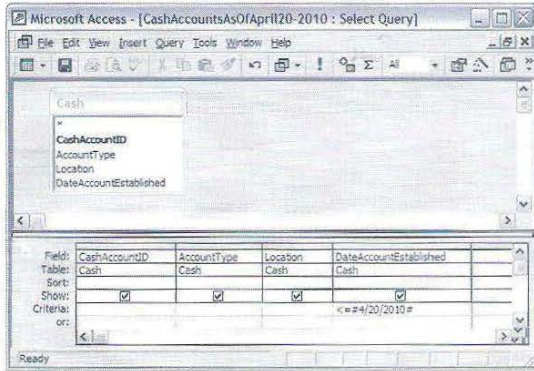 Microsoft Access - [CashAccountsAsOfApril20-2010 : Select Query]
File Edit View Insert Query Tools Window Help
Σ All
Cash
*
CashAccountID
AccountType
Location
DateAccountEstablished
Field: CashAccountID AccountType Location DateAccountEstablished
Table: Cash Cash Cash Cash
Sort:
Show:
Criteria: <=#4/20/2010#
or:
Ready